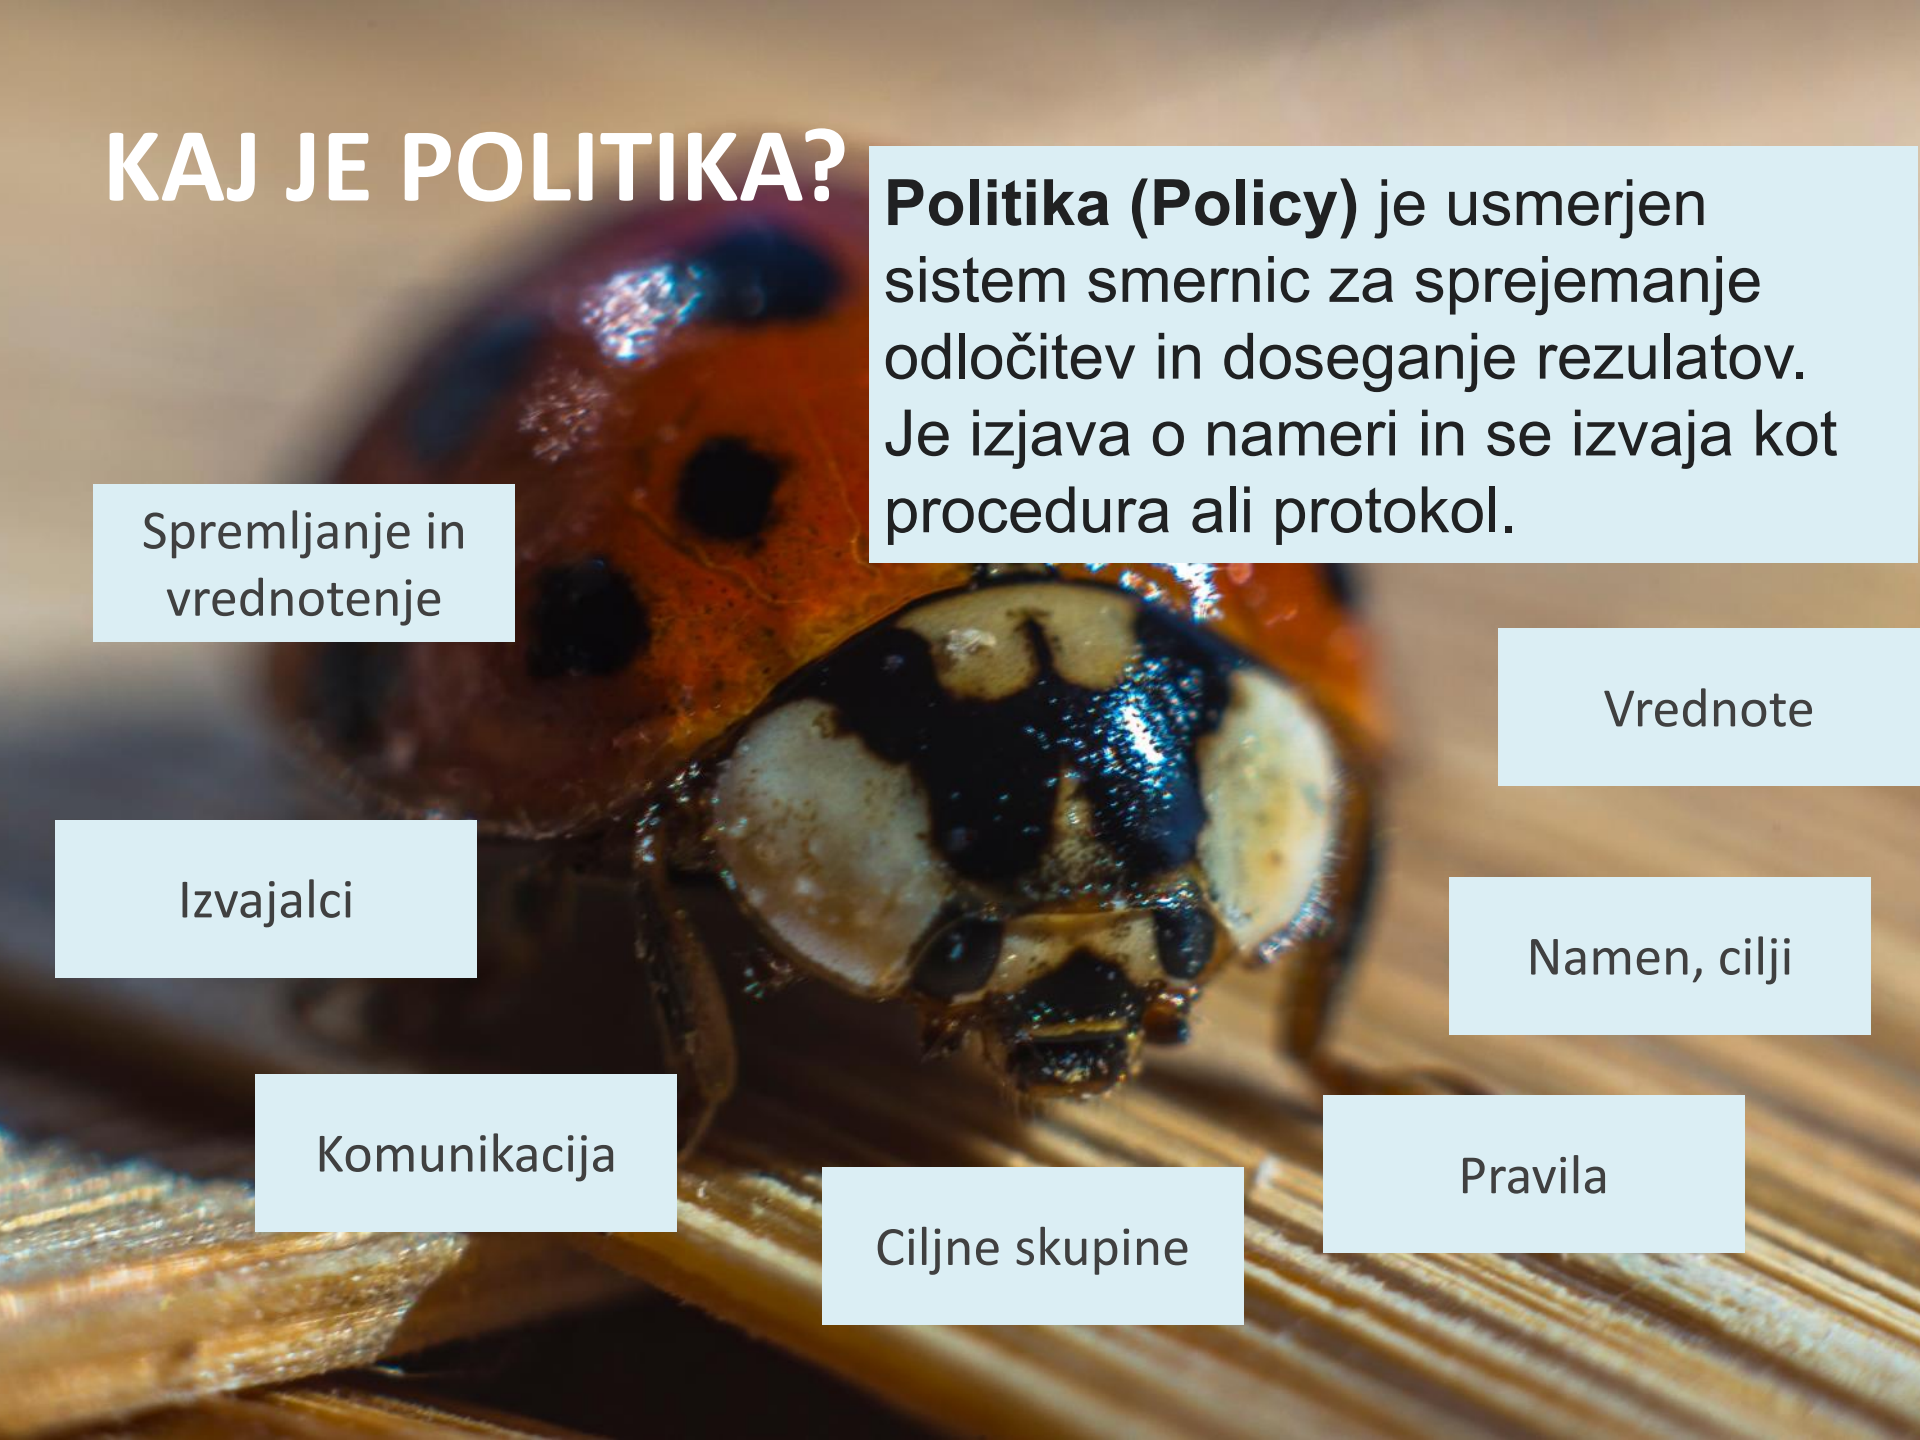 KAJ JE POLITIKA?
Politika (Policy) je usmerjen
sistem smernic za sprejemanje
odločitev in doseganje rezulatov.
Je izjava o nameri in se izvaja kot
procedura ali protokol.
Spremljanje in
vrednotenje
Vrednote
Izvajalci
Namen, cilji
Komunikacija
Pravila
Ciljne skupine